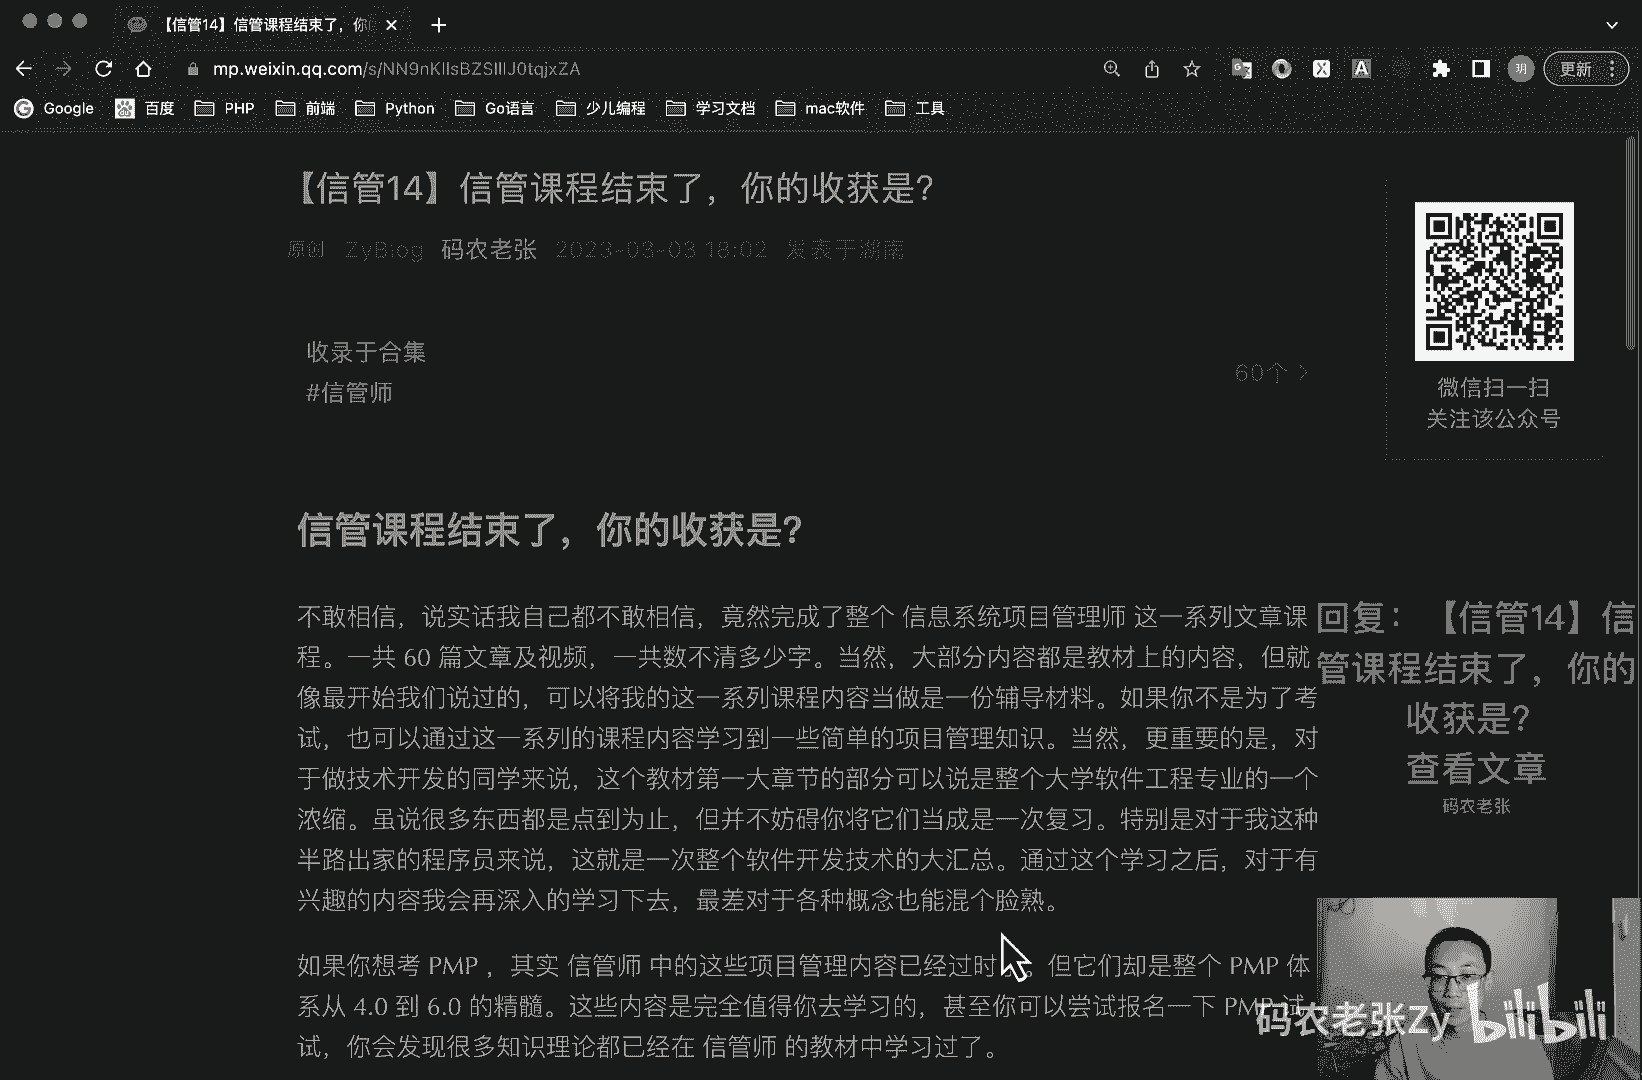 【信管14】信管课程结束了，你
mp.weixin.qq.com/s/NN9nKIIsBZSIIIJ0tqjxZA
更新
Google 百度 PHP 前端 Python Go语言 少儿编程 学习文档 mac软件 工具
【信管14】信管课程结束了，你的收获是?
原创 ZyBlog 码农老张 2023-03-03 18:02 发表于湖南
收录于合集
#信管师
60个
微信扫一扫
关注该公众号
信管课程结束了，你的收获是?
不敢相信，说实话我自己都不敢相信，竟然完成了整个 信息系统项目管理师 这一系列文章课
程。一共 60 篇文章及视频，一共数不清多少字。当然，大部分内容都是教材上的内容，但就
像最开始我们说过的，可以将我的这一系列课程内容当做是一份辅导材料。如果你不是为了考
试，也可以通过这一系列的课程内容学习到一些简单的项目管理知识。当然，更重要的是，对
于做技术开发的同学来说，这个教材第一大章节的部分可以说是整个大学软件工程专业的一个
浓缩。虽说很多东西都是点到为止，但并不妨碍你将它们当成是一次复习。特别是对于我这种
半路出家的程序员来说，这就是一次整个软件开发技术的大汇总。通过这个学习之后，对于有
兴趣的内容我会再深入的学习下去，最差对于各种概念也能混个脸熟。
如果你想考 PMP ，其实 信管师 中的这些项目管理内容已经过时 。但它们却是整个 PMP 体
系从 4.0 到 6.0 的精髓。这些内容是完全值得你去学习的，甚至你可以尝试报名一下 PMP 试
试，你会发现很多知识理论都已经在 信管师 的教材中学习过了。
回复：【信管14】信
管课程结束了，你的
收获是?
查看文章
码农老张
码农老张Zy bilibili